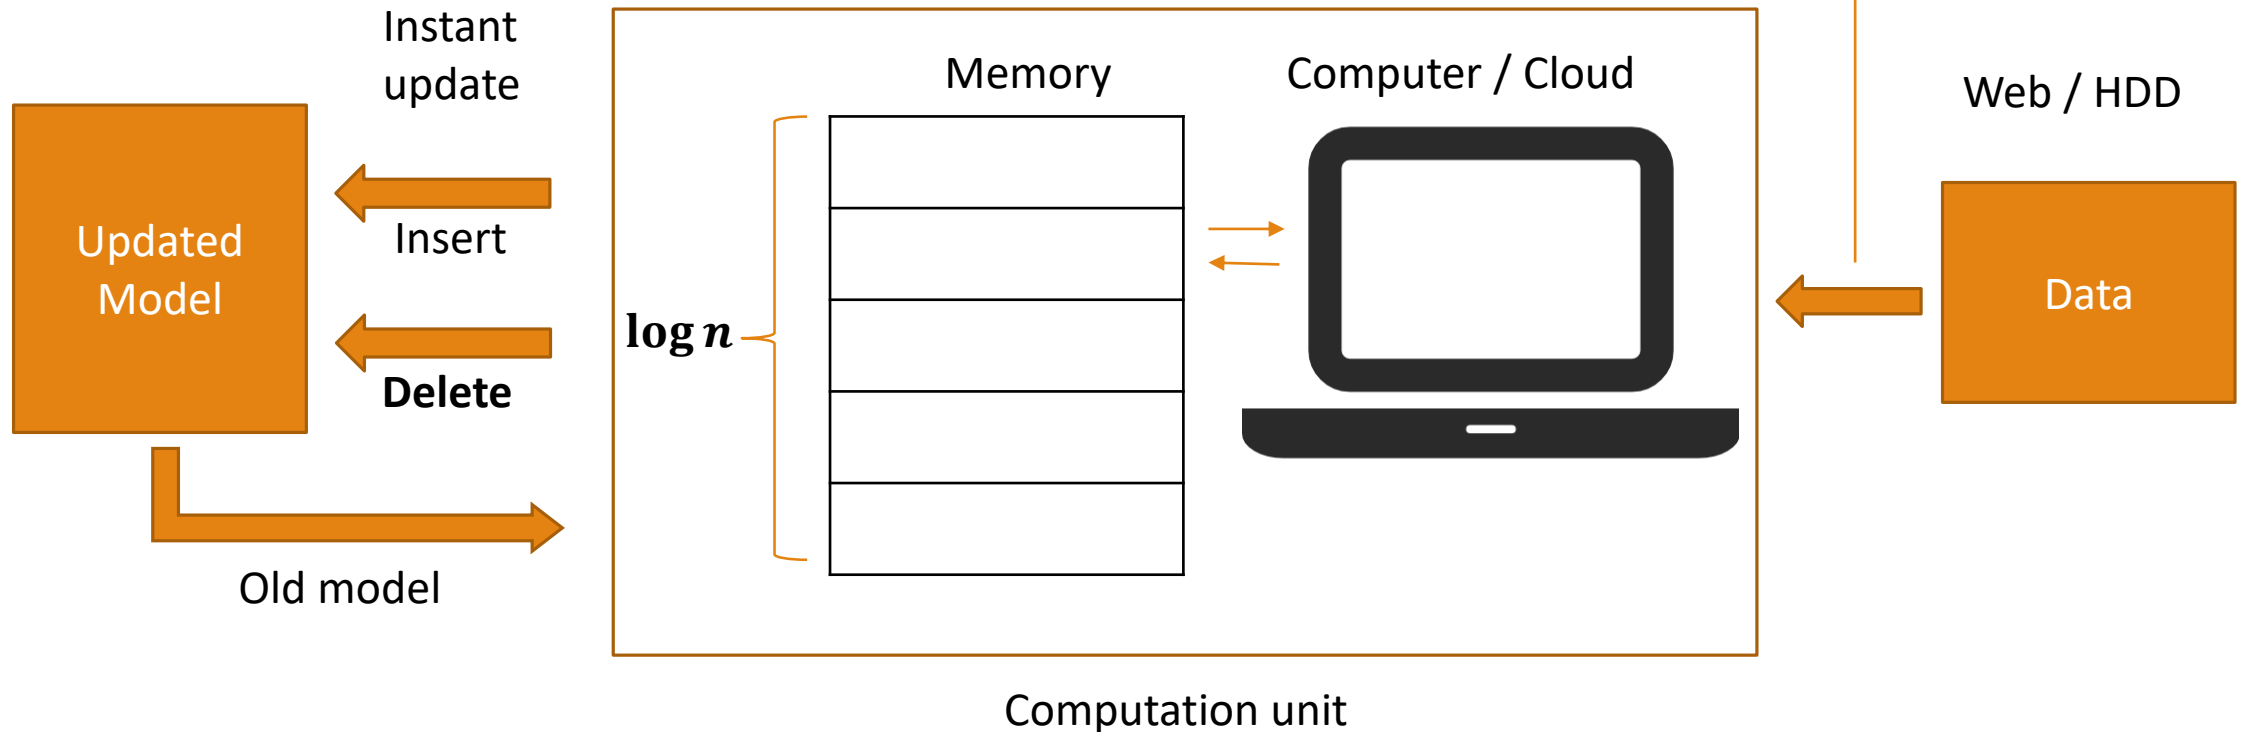 Instant
update
Memory
Computer / Cloud
Web / HDD
Updated
Model
Insert
Data
log n
Delete
Old model
Computation unit